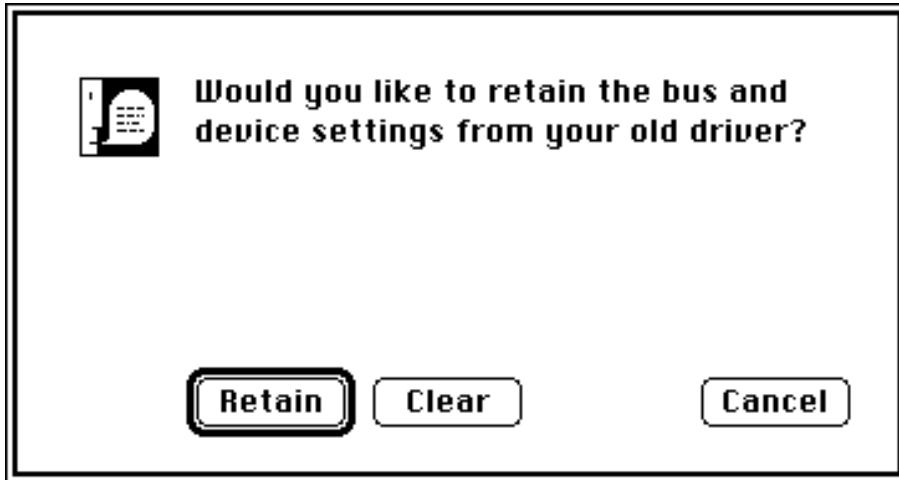 Would you like to retain the bus and
device settings from your old driver?
Retain Clear Cancel